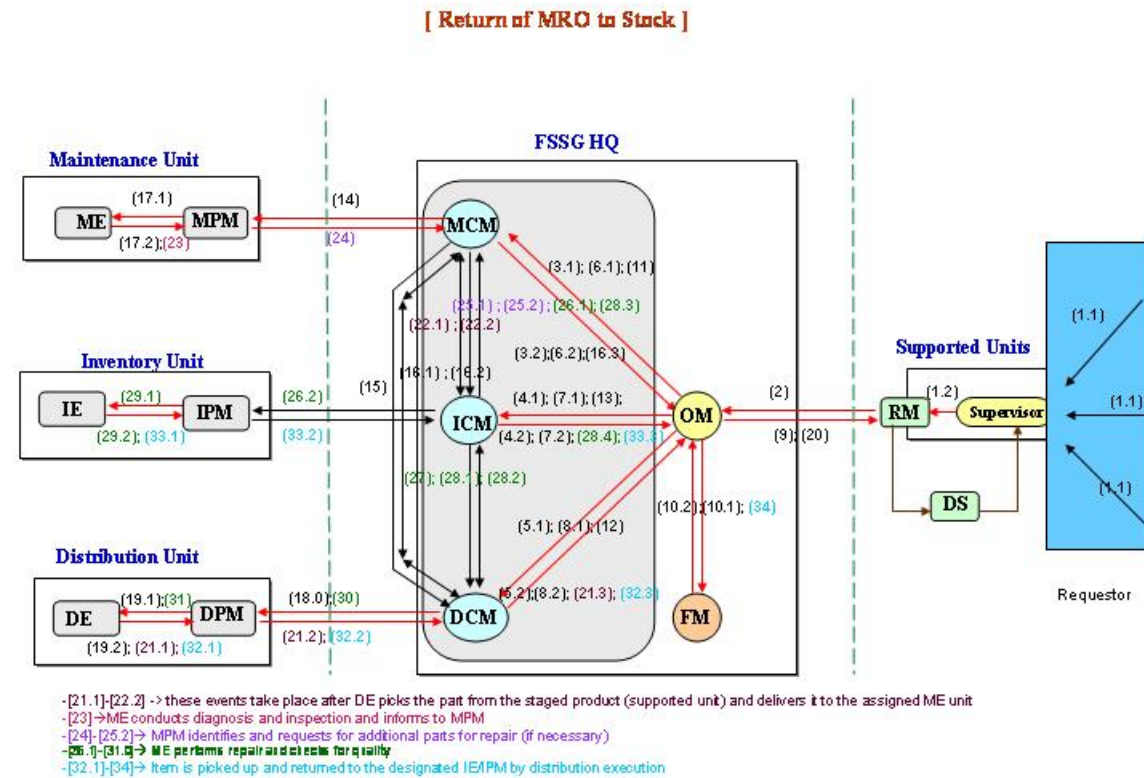 [ Return of MRO to Stock ]
FSSG HQ
Maintenance Unit
(17.1)
ME
MPM
(17.2);(23)
(14)
(24)
MCM
(3.1); (6.1); (11)
(25.1) ; (25.2) ; (26.1) ; (28.3)
(22.1) ; (22.2)
(3.2);(6.2);(16.3)
Inventory Unit
(29.1)
IE
IPM
(29.2); (33.1)
(26.2)
(33.2)
(15)
(16.1) ; (16.2)
ICM
(4.1); (7.1); (13);
(4.2); (7.2); (28.4); (33.3)
OM
(2)
(9); (20)
Supported Units
(1.2)
RM
Supervisor
DS
(1.1)
(1.1)
(1.1)
Requestor
(27); (28.1); (28.2)
(5.1); (8.1); (12)
(10.2);(10.1); (34)
Distribution Unit
(19.1);(31)
DE
DPM
(19.2); (21.1); (32.1)
(18.0);(30)
(21.2); (32.2)
DCM
(5.2);(8.2); (21.3); (32.3)
FM
-[21.1]-[22.2] -> these events take place after DE picks the part from the staged product (supported unit) and delivers it to the assigned ME unit
-[23]→ME conducts diagnosis and inspection and informs to MPM
-[24]-[25.2]→ MPM identifies and requests for additional parts for repair (if necessary)
ME performs repair and checks for quality
-[32.1]-[34]→ Item is picked up and returned to the designated IE/IPM by distribution execution